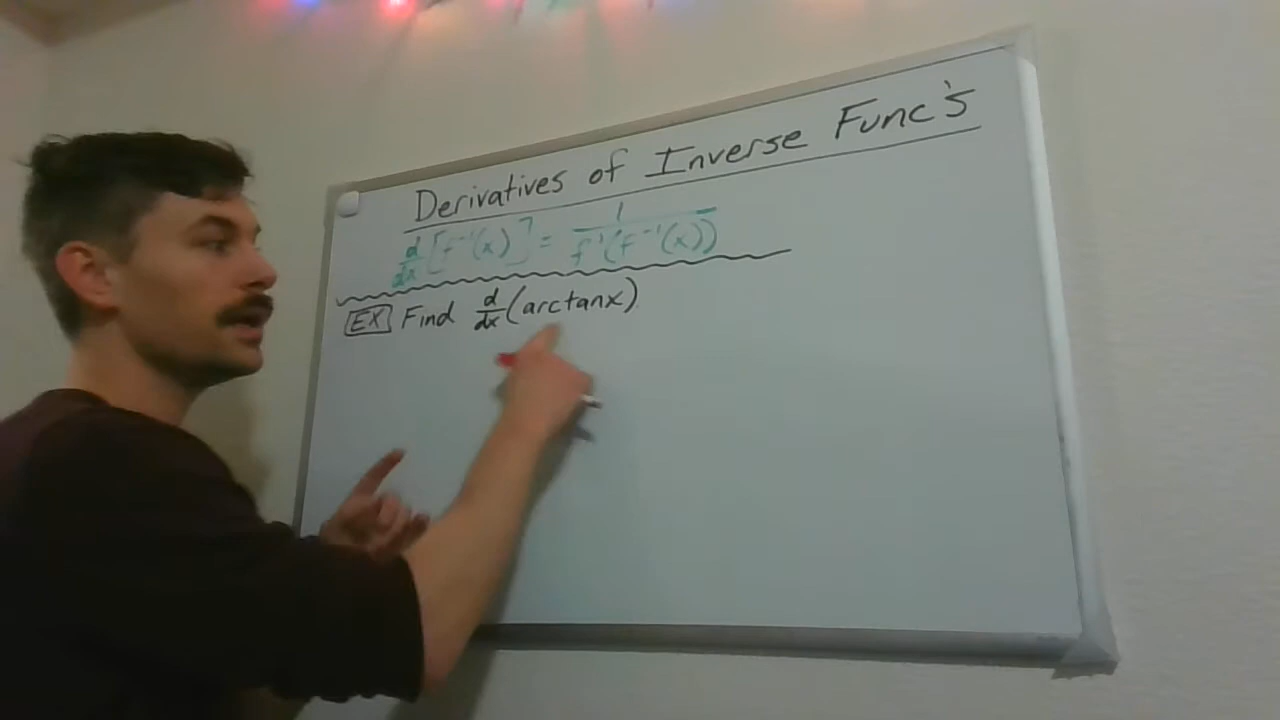 Derivatives of Inverse Func's
d/dx [f⁻¹(x)] = 1/f'(f⁻¹(x))
EX Find d/dx (arctanx)